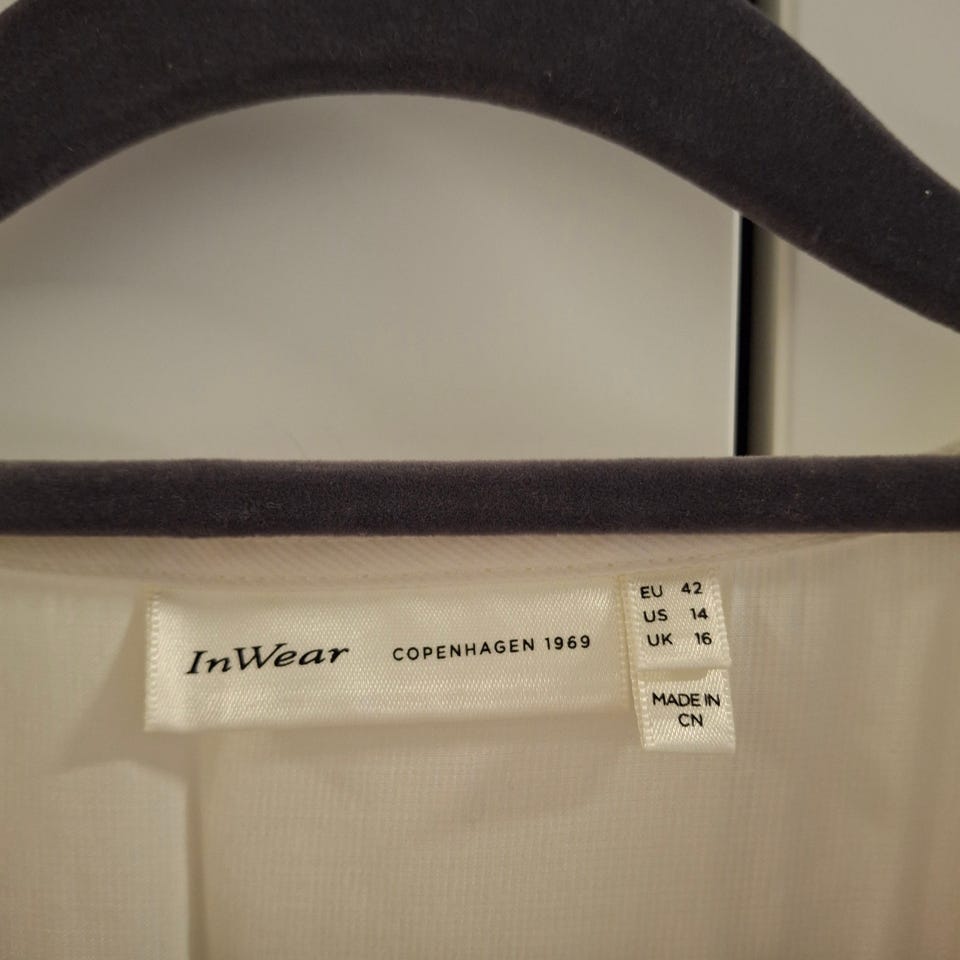 InWear COPENHAGEN 1969
EU 42
US 14
UK 16
MADE IN
CN